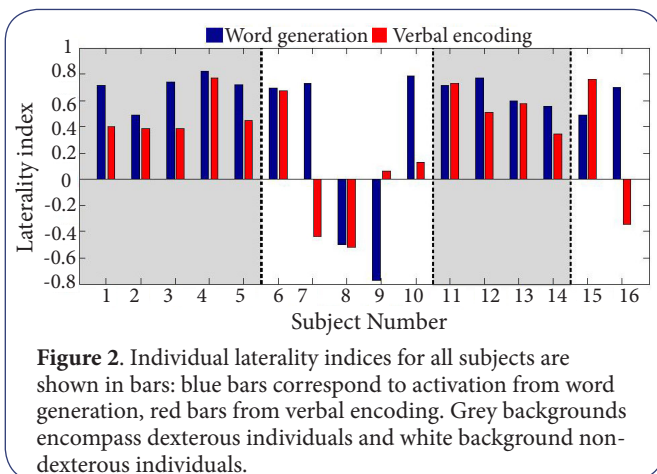 Word generation Verbal encoding
1
0.8
0.6
0.4
0.2
0
-0.2
-0.4
-0.6
-0.8
Laterality index
1 2 3 4 5 6 7 8 9 10 11 12 13 14 15 16
Subject Number
Figure 2. Individual laterality indices for all subjects are
shown in bars: blue bars correspond to activation from word
generation, red bars from verbal encoding. Grey backgrounds
encompass dexterous individuals and white background non-
dexterous individuals.